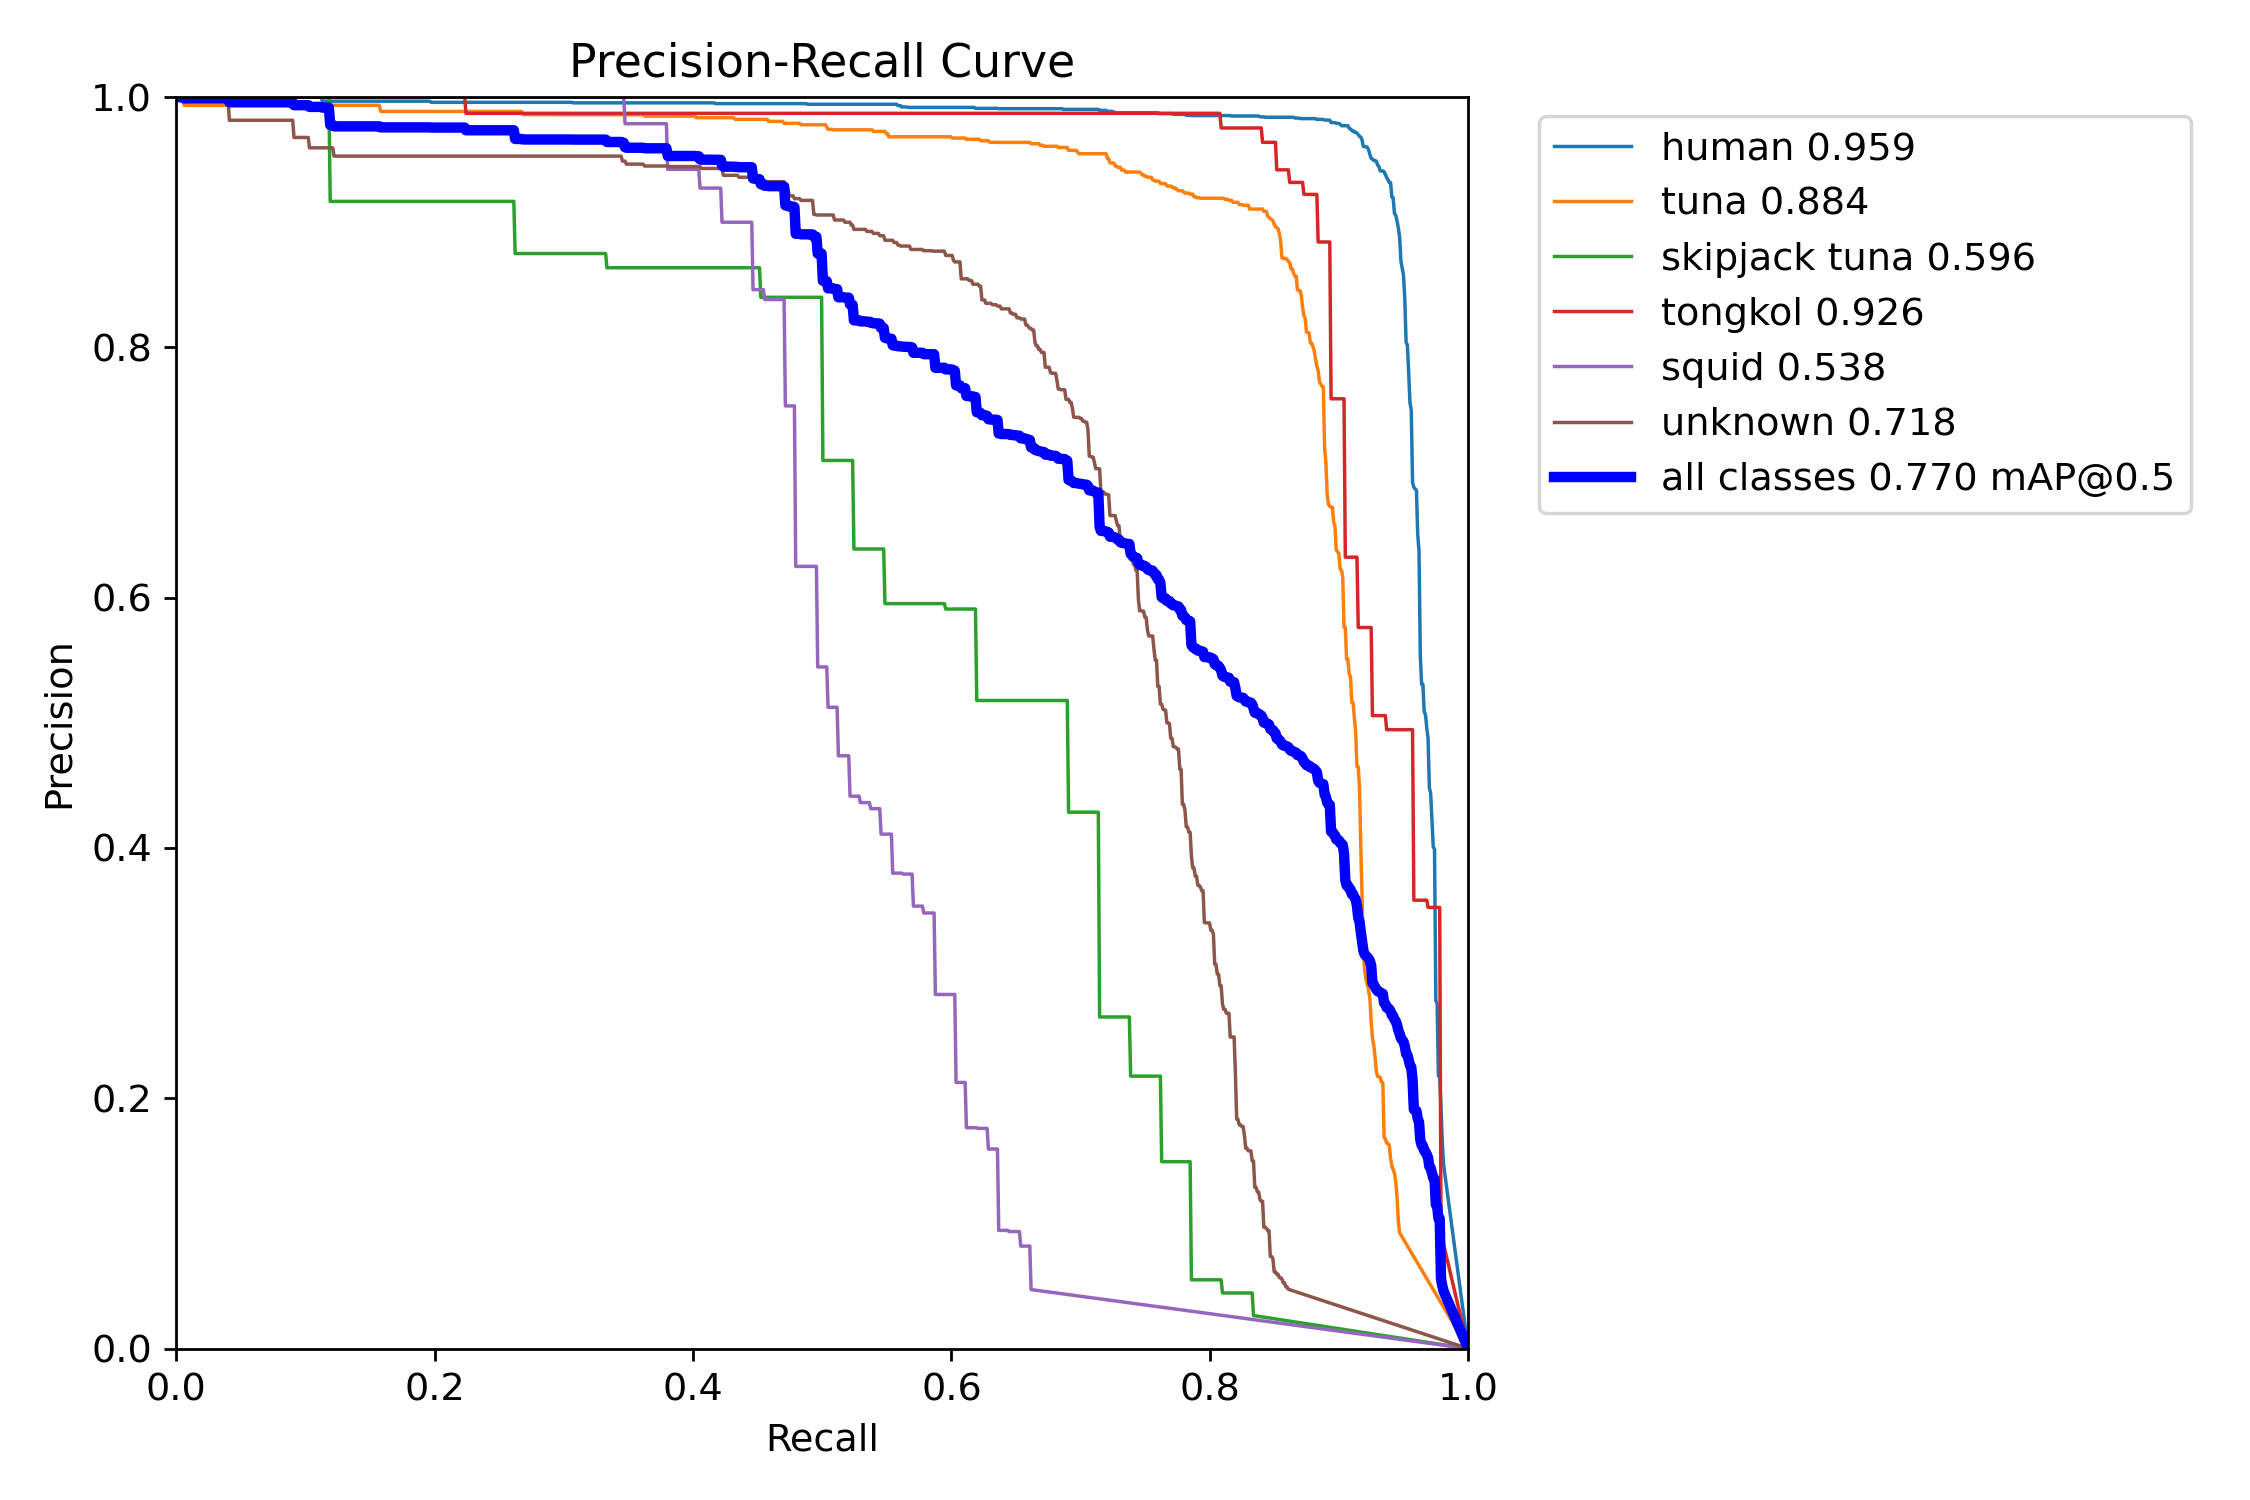 Precision-Recall Curve
1.0
0.8
0.6
0.4
0.2
0.0
Precision
0.0 0.2 0.4 0.6 0.8 1.0
Recall
human 0.959
tuna 0.884
skipjack tuna 0.596
tongkol 0.926
squid 0.538
unknown 0.718
all classes 0.770 mAP@0.5